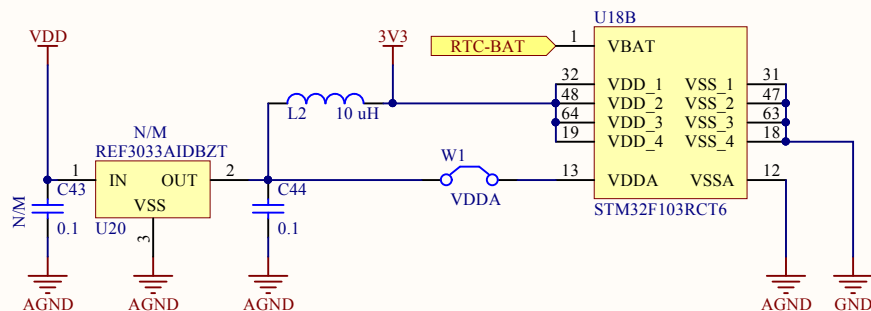 U18B
VDD
3V3
RTC-BAT
1
VBAT
32
VDD_1
VSS_1
31
48
VDD_2
VSS_2
47
64
VDD_3
VSS_3
63
19
VDD_4
VSS_4
18
L2
10 uH
N/M
REF3033AIDBZT
W1
1
IN
OUT
2
C43
C44
13
VDDA
VSSA
12
VDDA
STM32F103RCT6
N/M
0.1
VSS
U20
3
0.1
AGND
AGND
AGND
AGND
GND